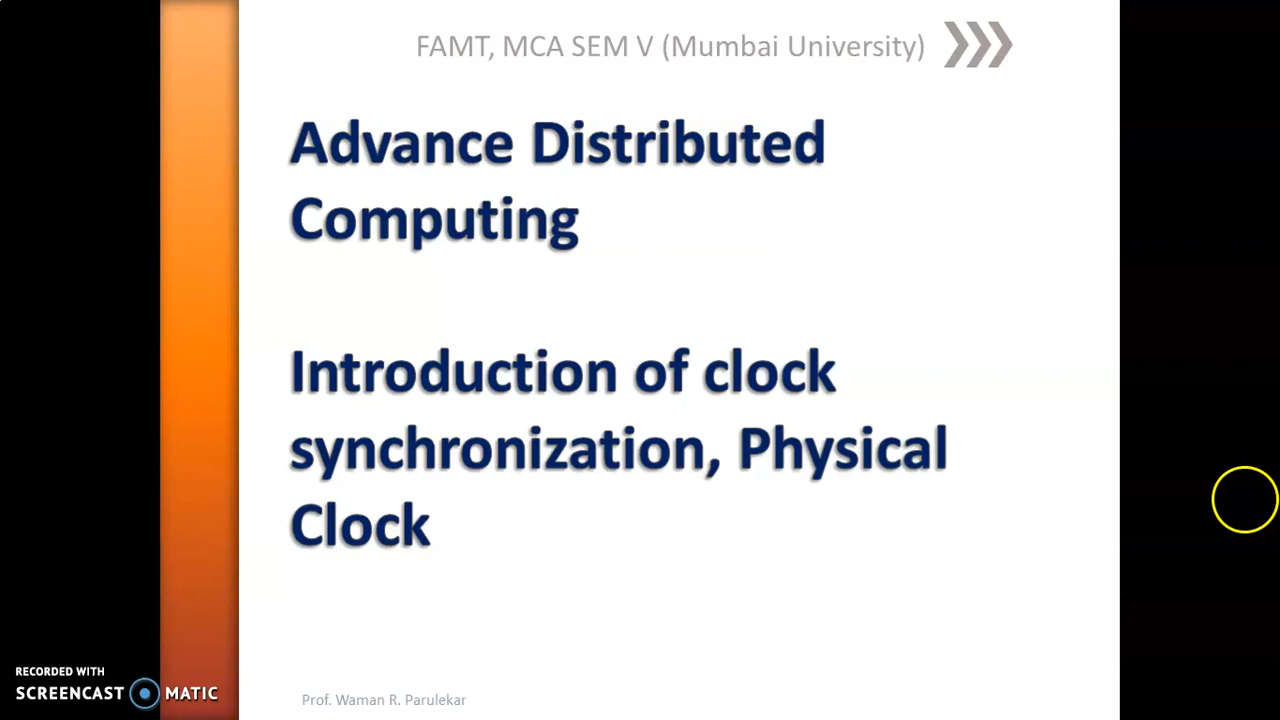 FAMT, MCA SEM V (Mumbai University)
Advance Distributed
Computing
Introduction of clock
synchronization, Physical
Clock
RECORDED WITH
SCREENCAST MATIC
Prof. Waman R. Parulekar